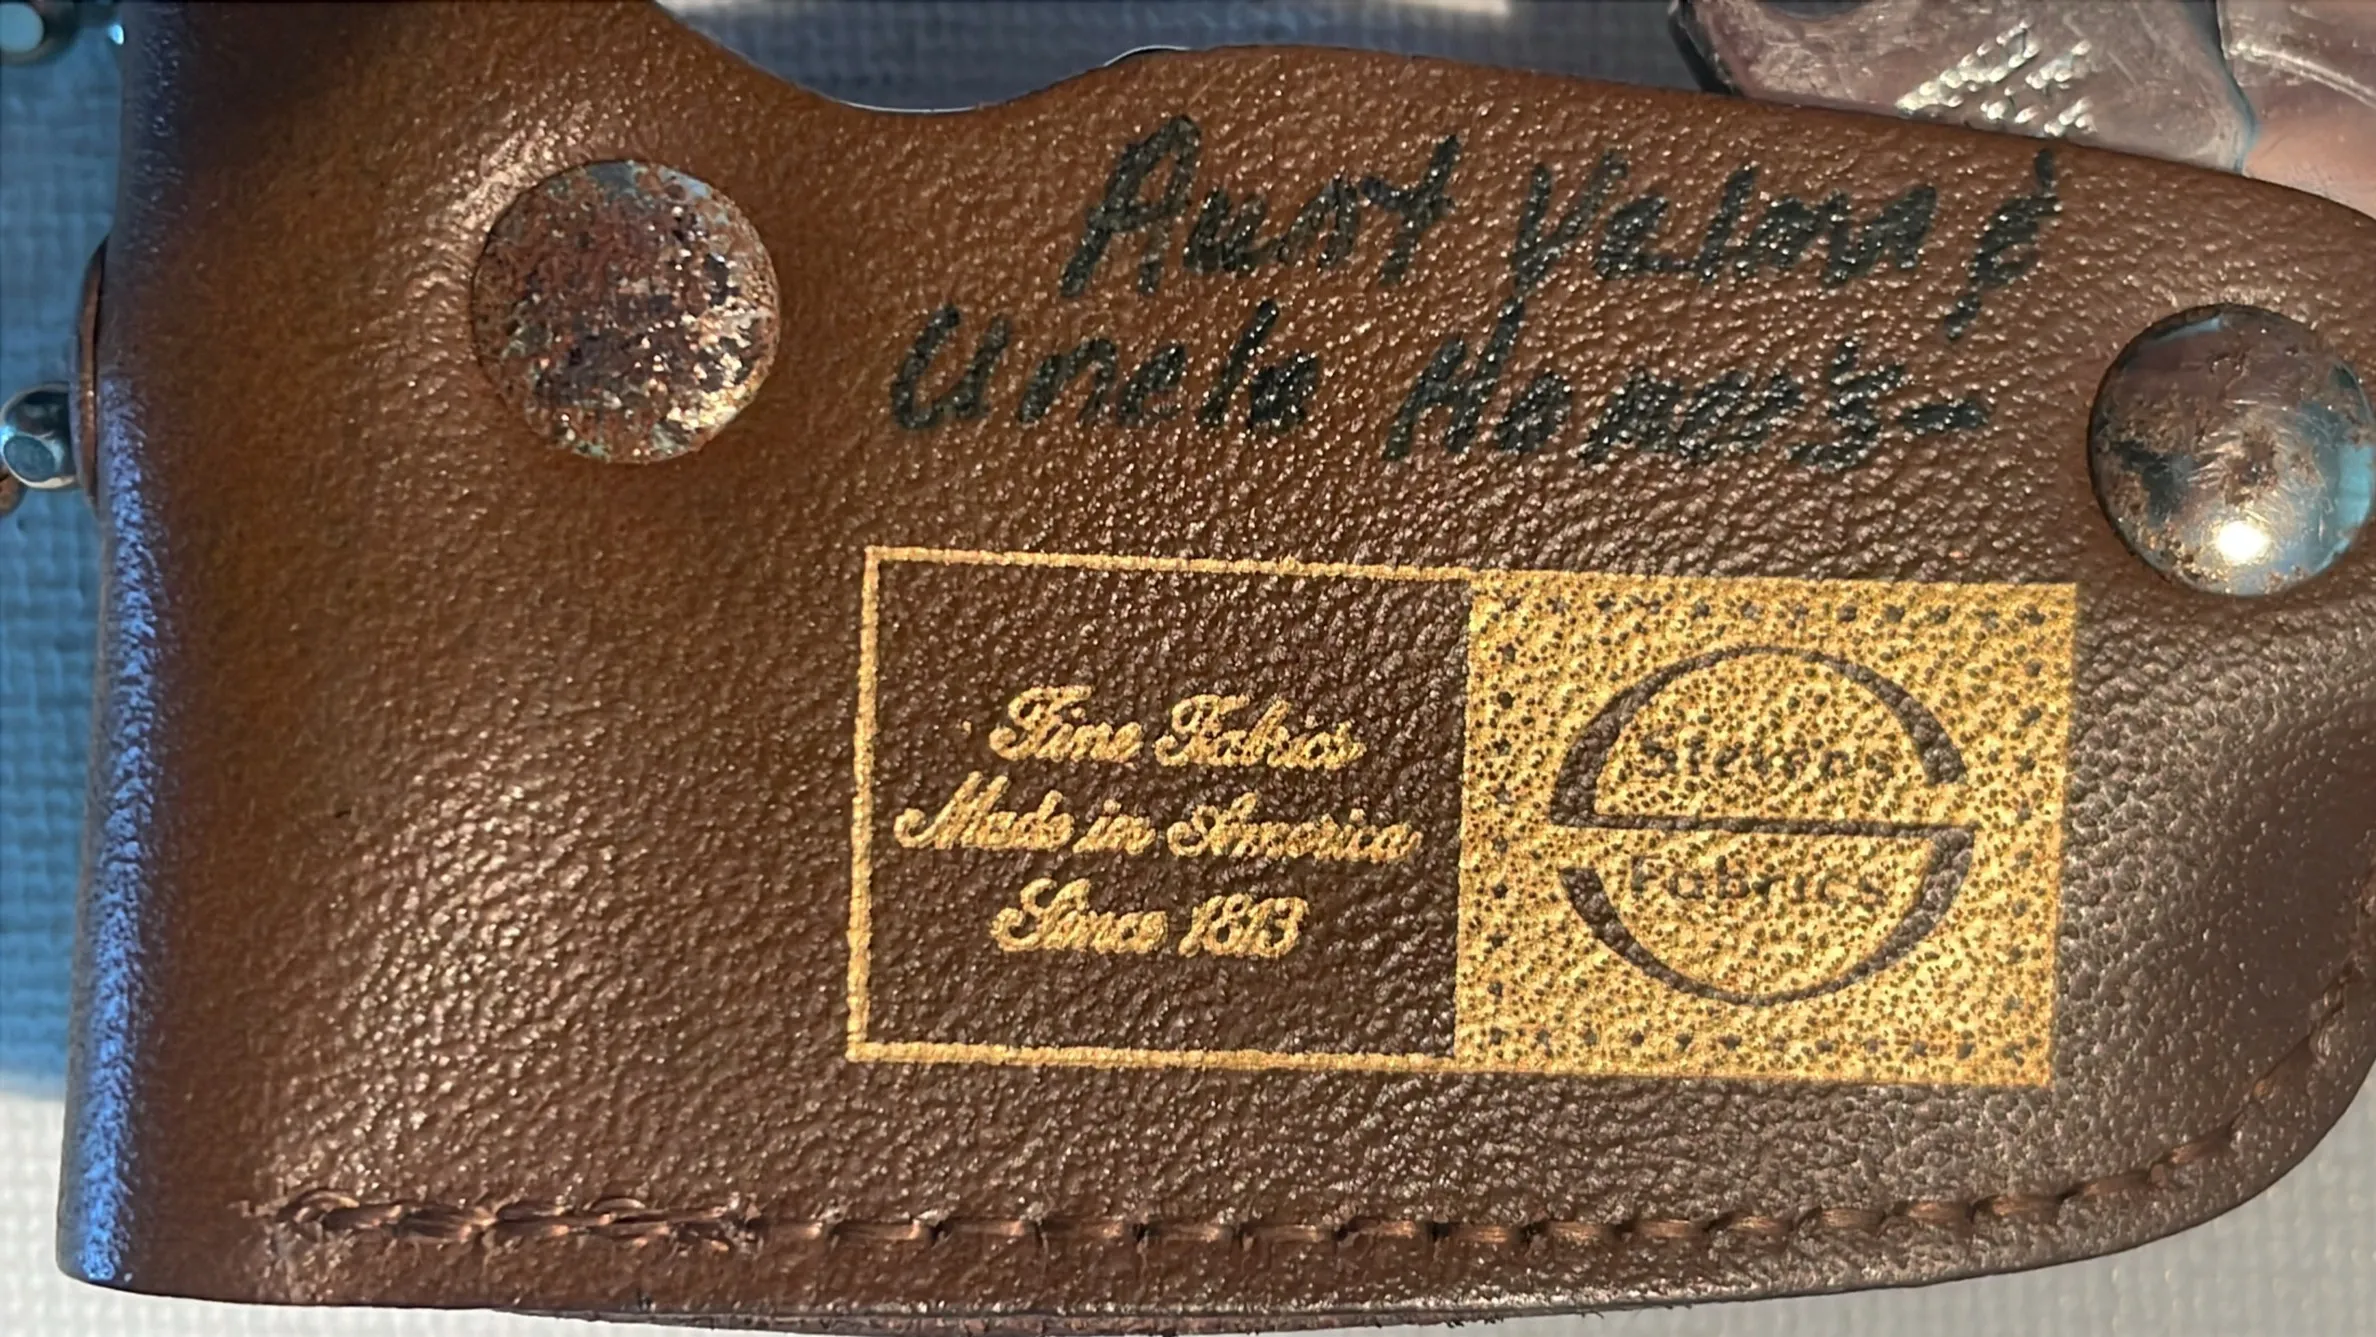 Aunt Velma &
Uncle Homer's-
Fine Fabrics
Made in America
Since 1813
Stevens
Fabrics